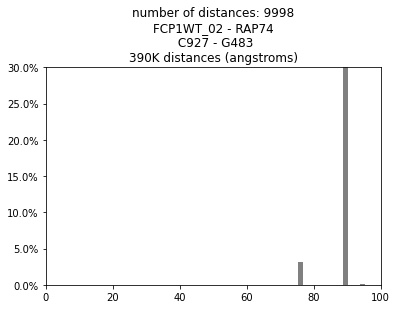 number of distances: 9998
FCP1WT_02 - RAP74
C927 - G483
390K distances (angstroms)
30.0%
25.0%
20.0%
15.0%
10.0%
5.0%
0.0%
0 20 40 60 80 100